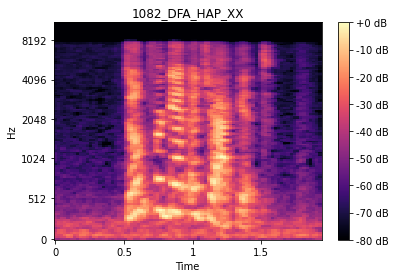 1082_DFA_HAP_XX
+0 dB
8192
-10 dB
4096
-20 dB
-30 dB
2048
-40 dB
Hz
1024
-50 dB
512
-60 dB
-70 dB
0
-80 dB
0
0.5
1
1.5
Time